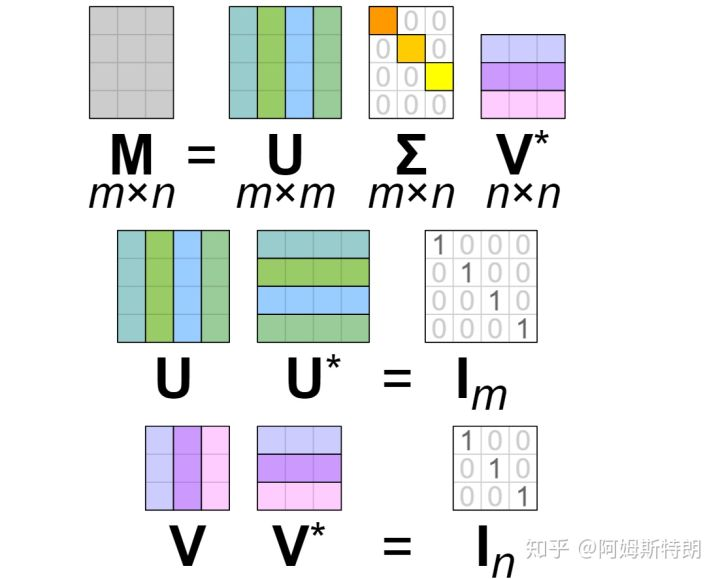 0 0
0 0
0 0
0 0 0
M = U Σ V*
m×n m×m m×n n×n
1 0 0 0
0 1 0 0
0 0 1 0
0 0 0 1
U U* = Im
1 0 0
0 1 0
0 0 1
V V* = In
知乎 @阿姆斯特朗